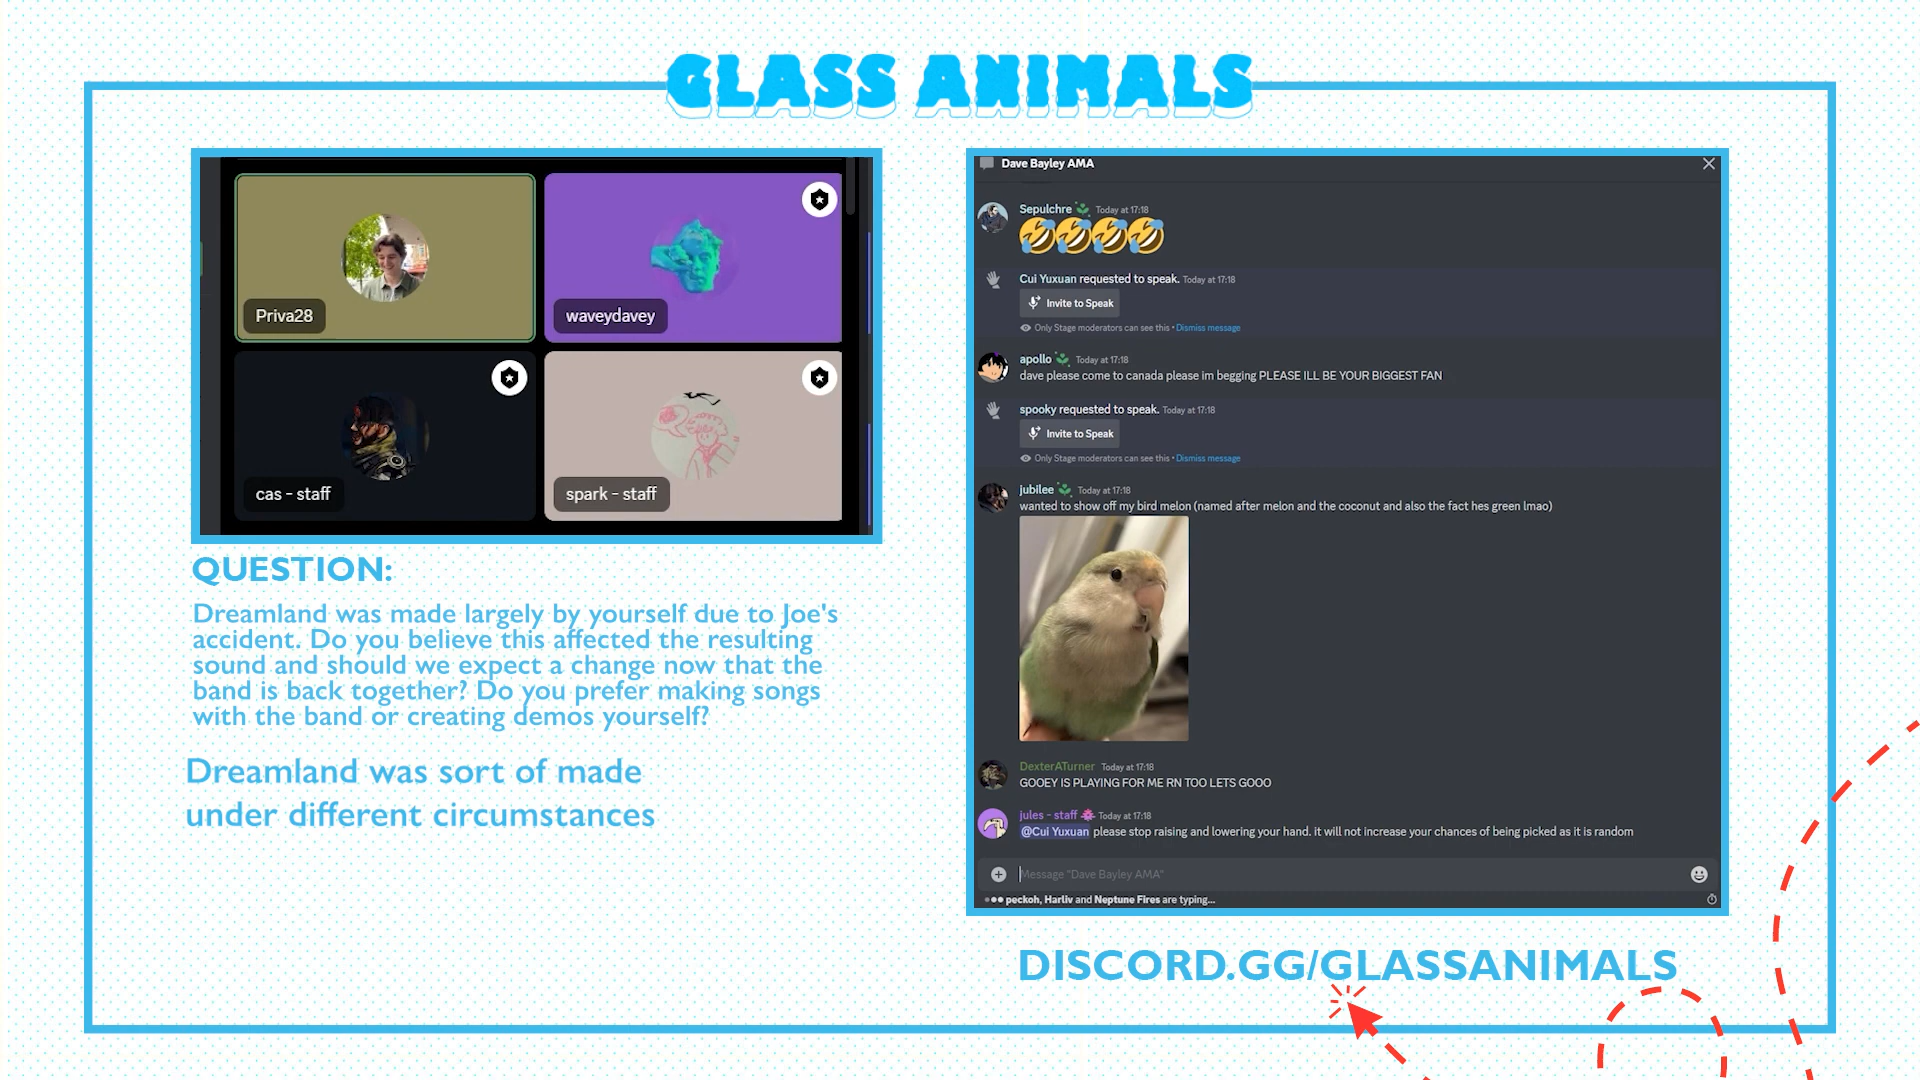 GLASS ANIMALS
Priva28
waveydavey
cas - staff
spark - staff
QUESTION:
Dreamland was made largely by yourself due to Joe's
accident. Do you believe this affected the resulting
sound and should we expect a change now that the
band is back together? Do you prefer making songs
with the band or creating demos yourself?
Dreamland was sort of made
under different circumstances
Dave Bayley AMA
Sepulchre Today at 17:18
Cui Yuxuan requested to speak. Today at 17:18
Invite to Speak
Only Stage moderators can see this • Dismiss message
apollo Today at 17:18
dave please come to canada please im begging PLEASE ILL BE YOUR BIGGEST FAN
spooky requested to speak. Today at 17:18
Invite to Speak
Only Stage moderators can see this • Dismiss message
jubilee Today at 17:18
wanted to show off my bird melon (named after melon and the coconut and also the fact hes green lmao)
DexterATurner Today at 17:18
GOOEY IS PLAYING FOR ME RN TOO LETS GOOO
jules - staff Today at 17:18
@Cui Yuxuan please stop raising and lowering your hand. it will not increase your chances of being picked as it is random
Message "Dave Bayley AMA"
peckoh, Harliv and Neptune Fires are typing...
DISCORD.GG/GLASSANIMALS